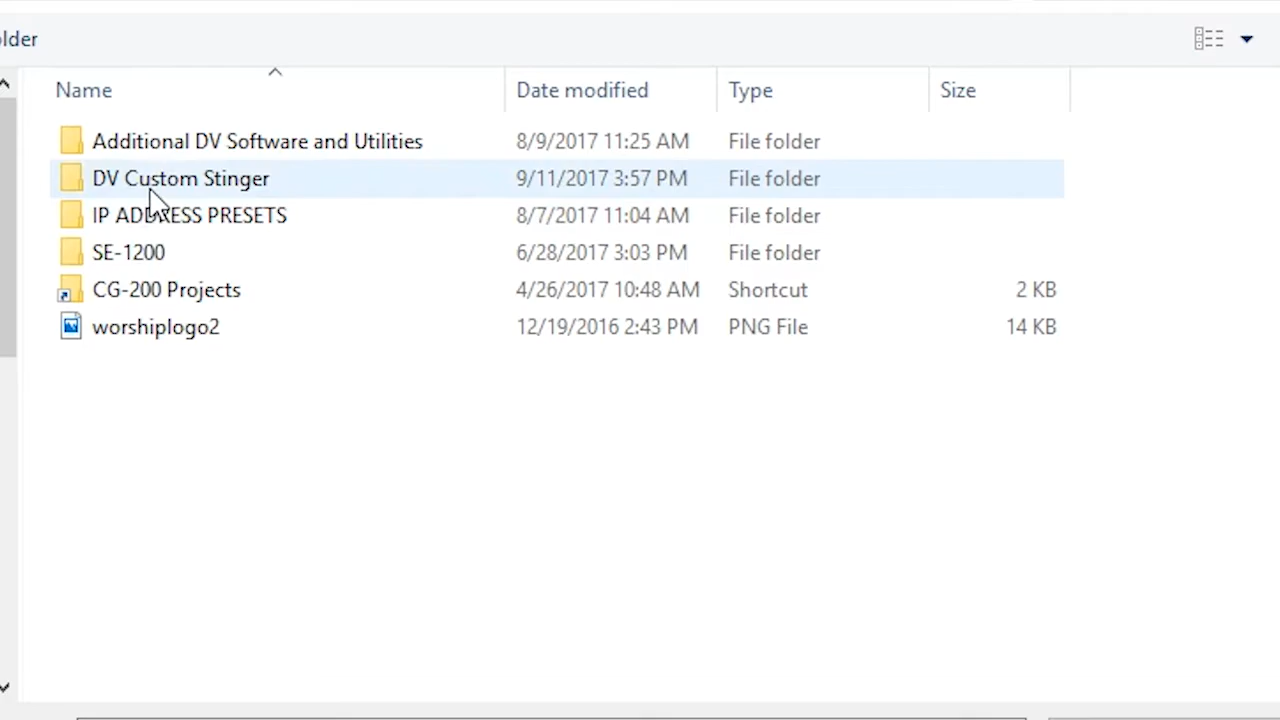 older
Name Date modified Type Size
Additional DV Software and Utilities 8/9/2017 11:25 AM File folder
DV Custom Stinger 9/11/2017 3:57 PM File folder
IP ADDRESS PRESETS 8/7/2017 11:04 AM File folder
SE-1200 6/28/2017 3:03 PM File folder
CG-200 Projects 4/26/2017 10:48 AM Shortcut 2 KB
worshiplogo2 12/19/2016 2:43 PM PNG File 14 KB